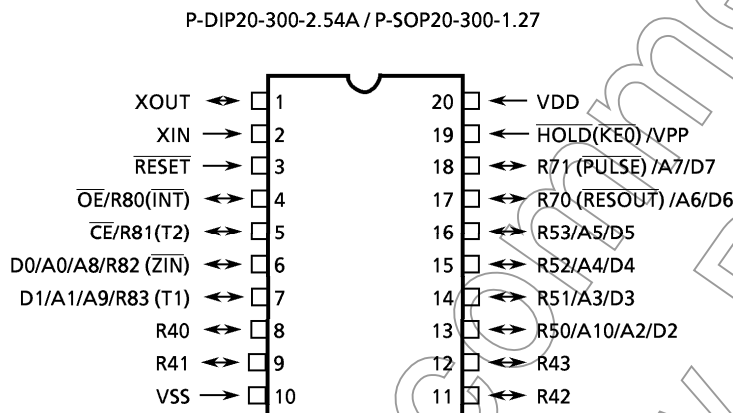 P-DIP20-300-2.54A / P-SOP20-300-1.27
XOUT 1 20 VDD
XIN 2 19 HOLD(KE0) /VPP
RESET 3 18 R71 (PULSE) /A7/D7
OE/R80(INT) 4 17 R70 (RESOUT) /A6/D6
CE/R81(T2) 5 16 R53/A5/D5
D0/A0/A8/R82 (ZIN) 6 15 R52/A4/D4
D1/A1/A9/R83 (T1) 7 14 R51/A3/D3
R40 8 13 R50/A10/A2/D2
R41 9 12 R43
VSS 10 11 R42